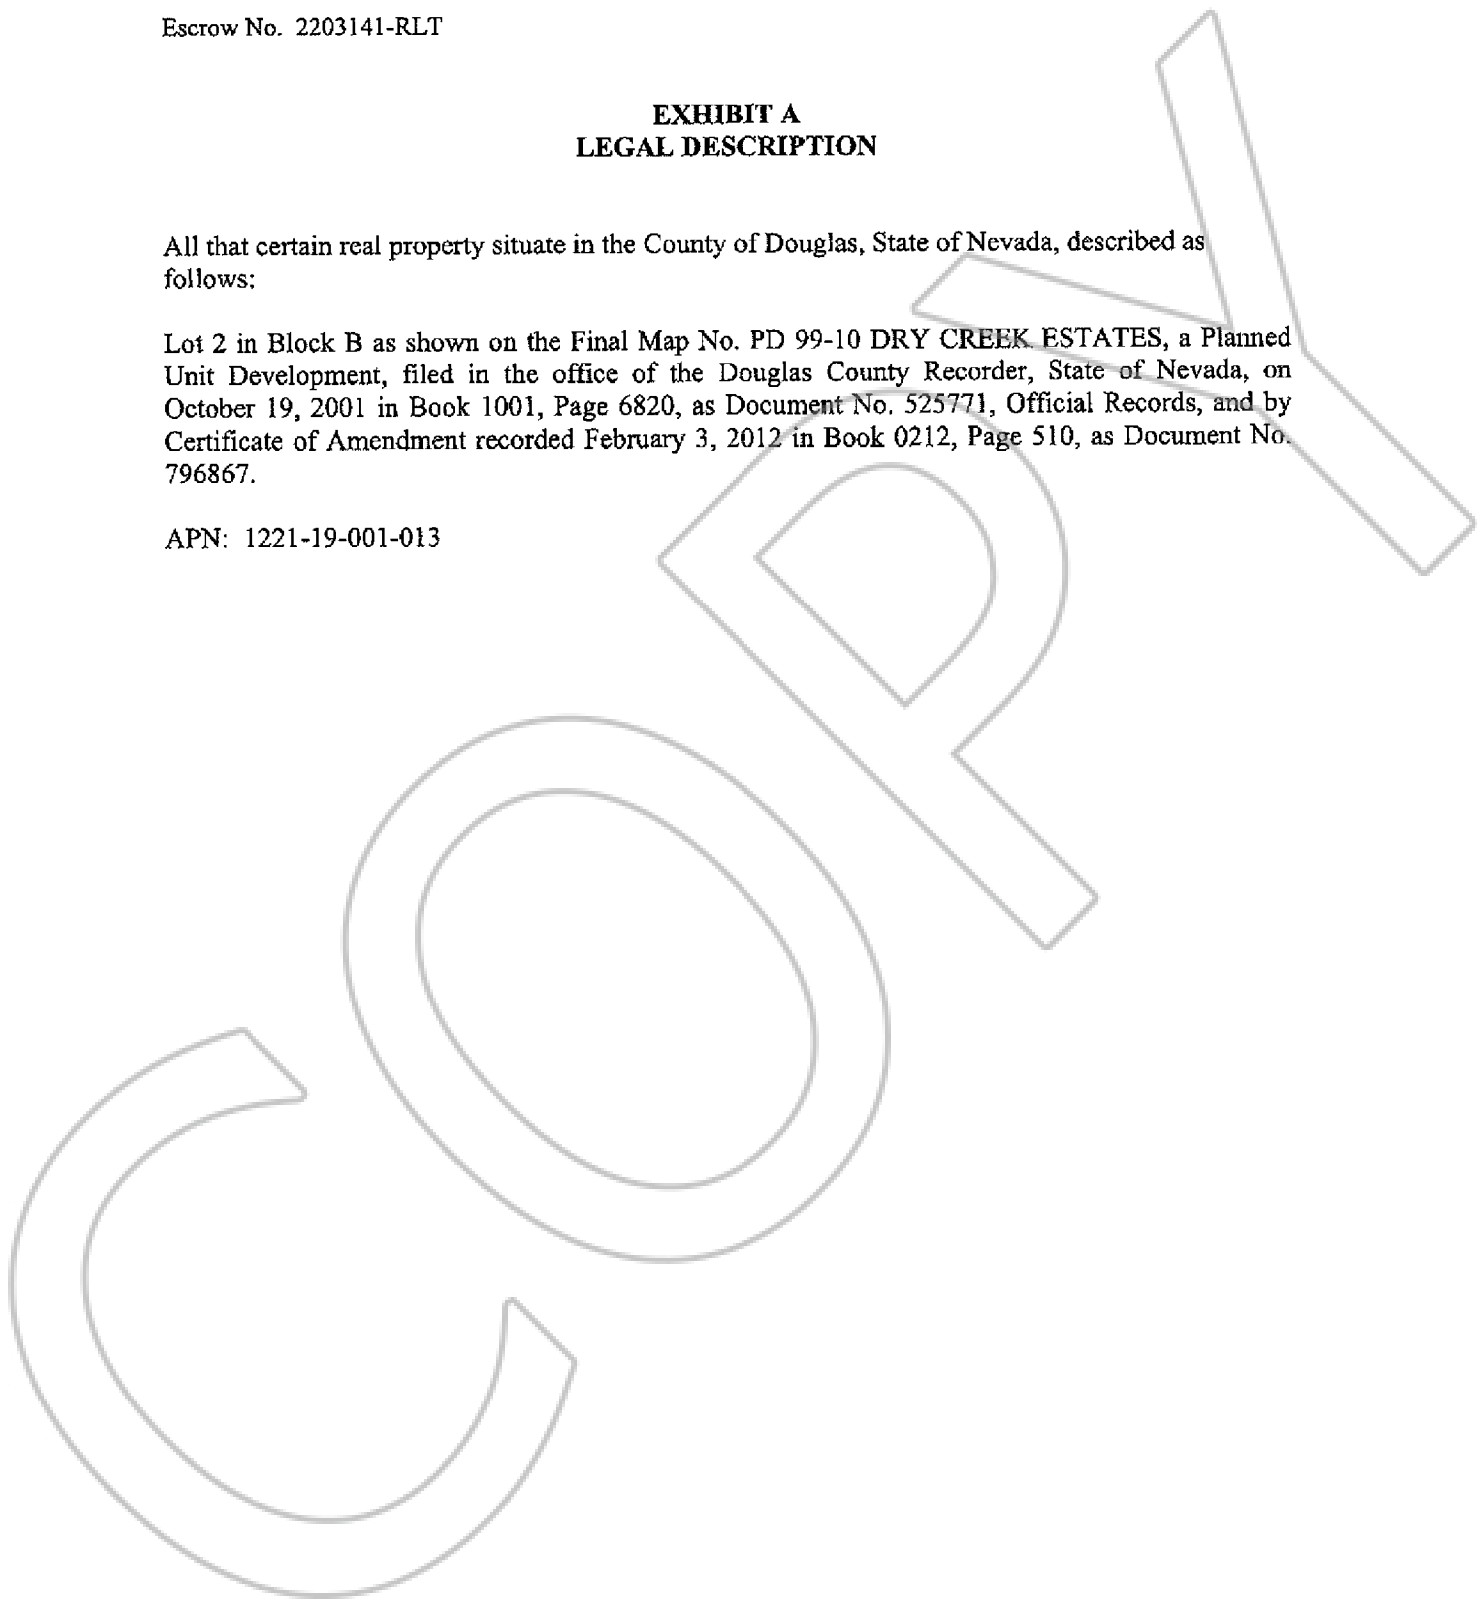 Escrow No. 2203141-RLT
EXHIBIT A
LEGAL DESCRIPTION
All that certain real property situate in the County of Douglas, State of Nevada, described as
follows:
Lot 2 in Block B as shown on the Final Map No. PD 99-10 DRY CREEK ESTATES, a Planned
Unit Development, filed in the office of the Douglas County Recorder, State of Nevada, on
October 19, 2001 in Book 1001, Page 6820, as Document No. 525771, Official Records, and by
Certificate of Amendment recorded February 3, 2012 in Book 0212, Page 510, as Document No.
796867.
APN: 1221-19-001-013
COPY